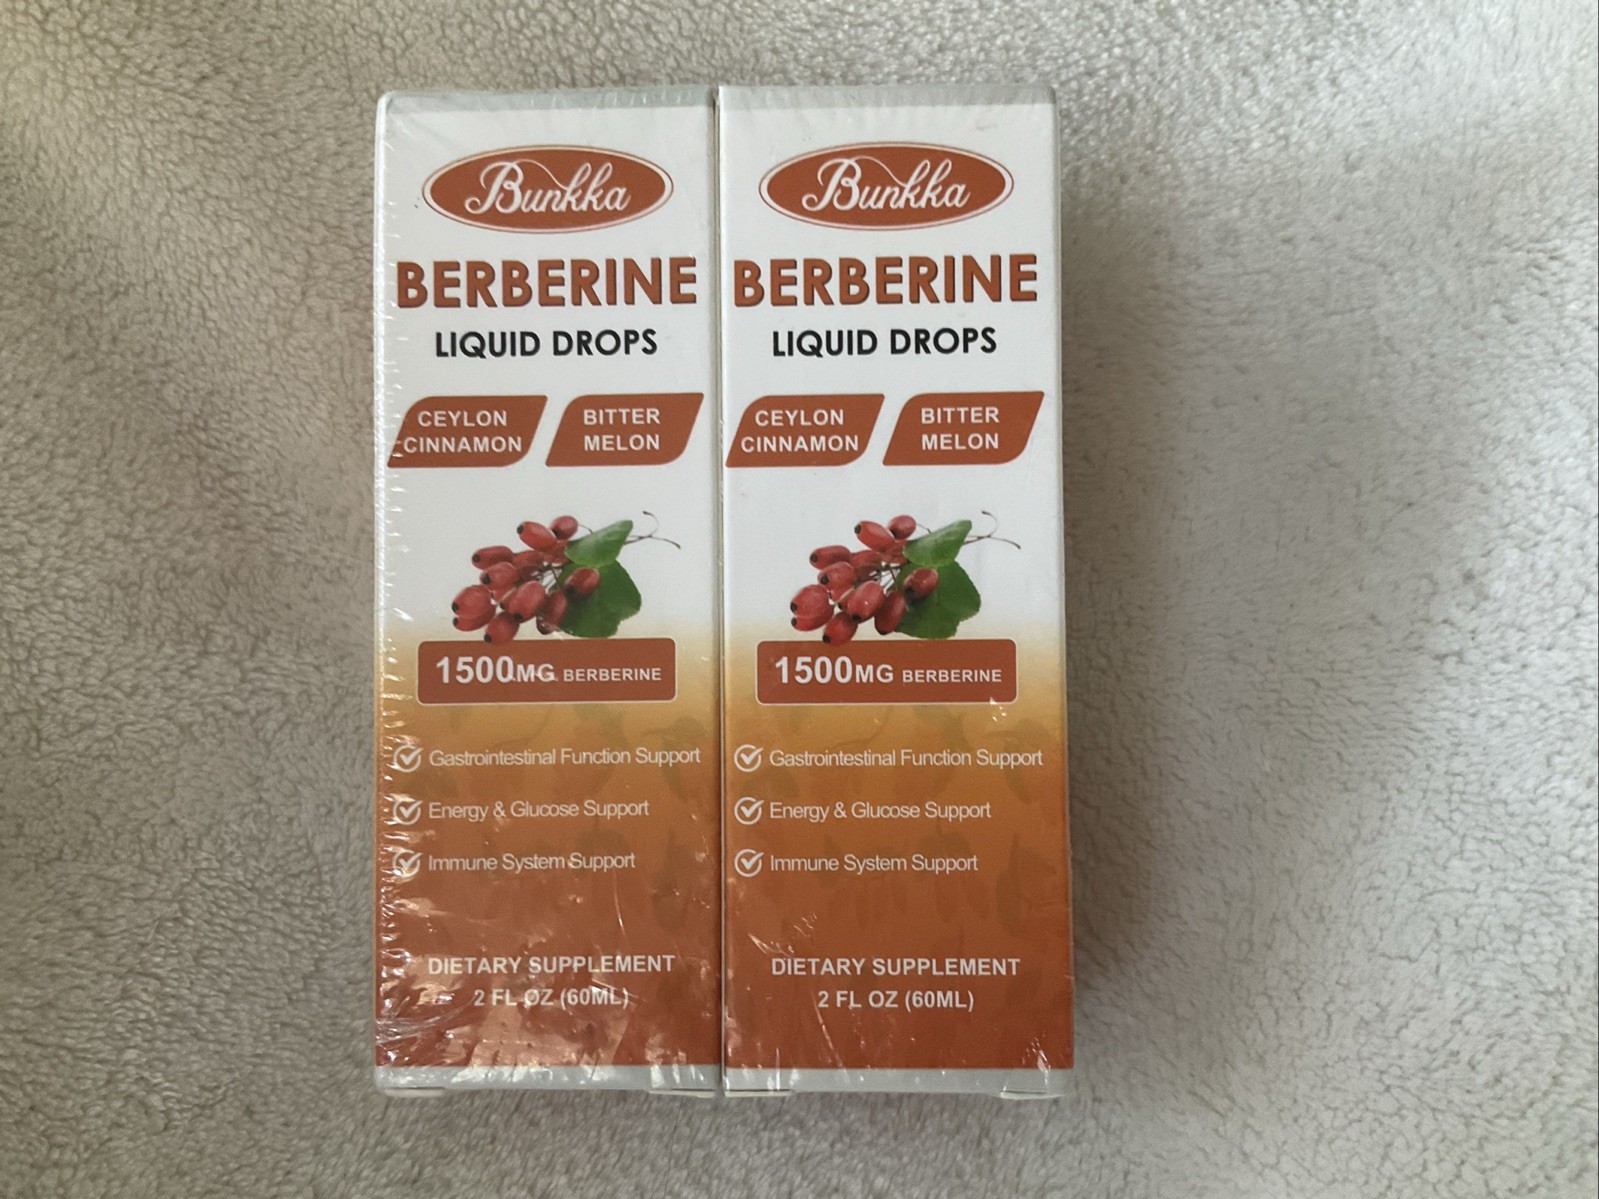 Bunkka
BERBERINE
LIQUID DROPS
CEYLON
CINNAMON
BITTER
MELON
1500MG BERBERINE
Gastrointestinal Function Support
Energy & Glucose Support
Immune System Support
DIETARY SUPPLEMENT
2 FL OZ (60ML)
Bunkka
BERBERINE
LIQUID DROPS
CEYLON
CINNAMON
BITTER
MELON
1500MG BERBERINE
Gastrointestinal Function Support
Energy & Glucose Support
Immune System Support
DIETARY SUPPLEMENT
2 FL OZ (60ML)